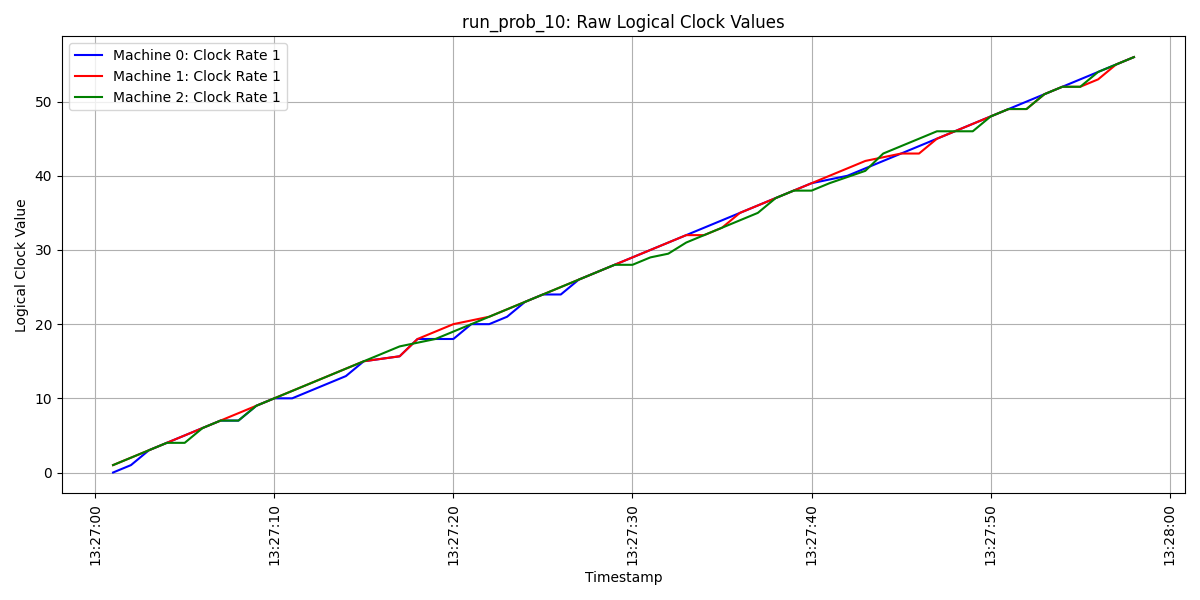 run_prob_10: Raw Logical Clock Values
Machine 0: Clock Rate 1
Machine 1: Clock Rate 1
Machine 2: Clock Rate 1
Logical Clock Value
50
40
30
20
10
0
13:27:00
13:27:10
13:27:20
13:27:30
13:27:40
13:27:50
13:28:00
Timestamp